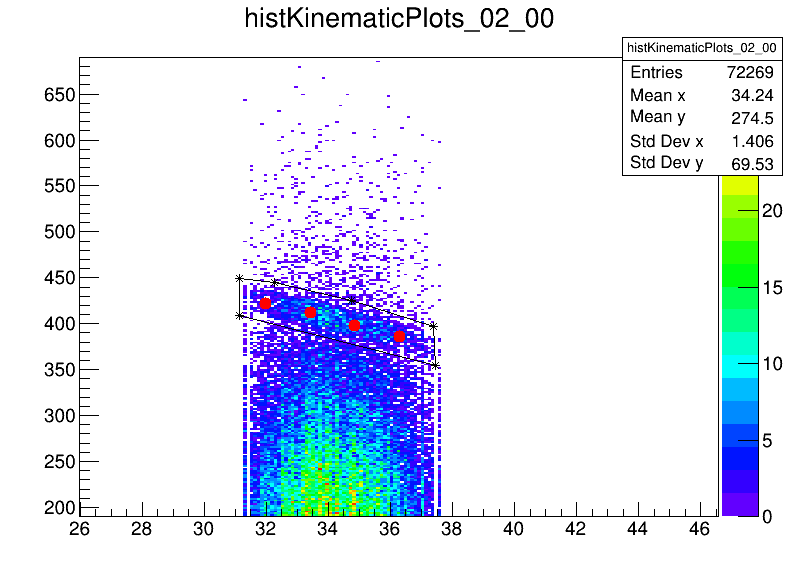 histKinematicPlots_02_00
histKinematicPlots_02_00
Entries 72269
Mean x 34.24
Mean y 274.5
Std Dev x 1.406
Std Dev y 69.53
650
600
550
500
450
400
350
300
250
200
20
15
10
5
0
26 28 30 32 34 36 38 40 42 44 46